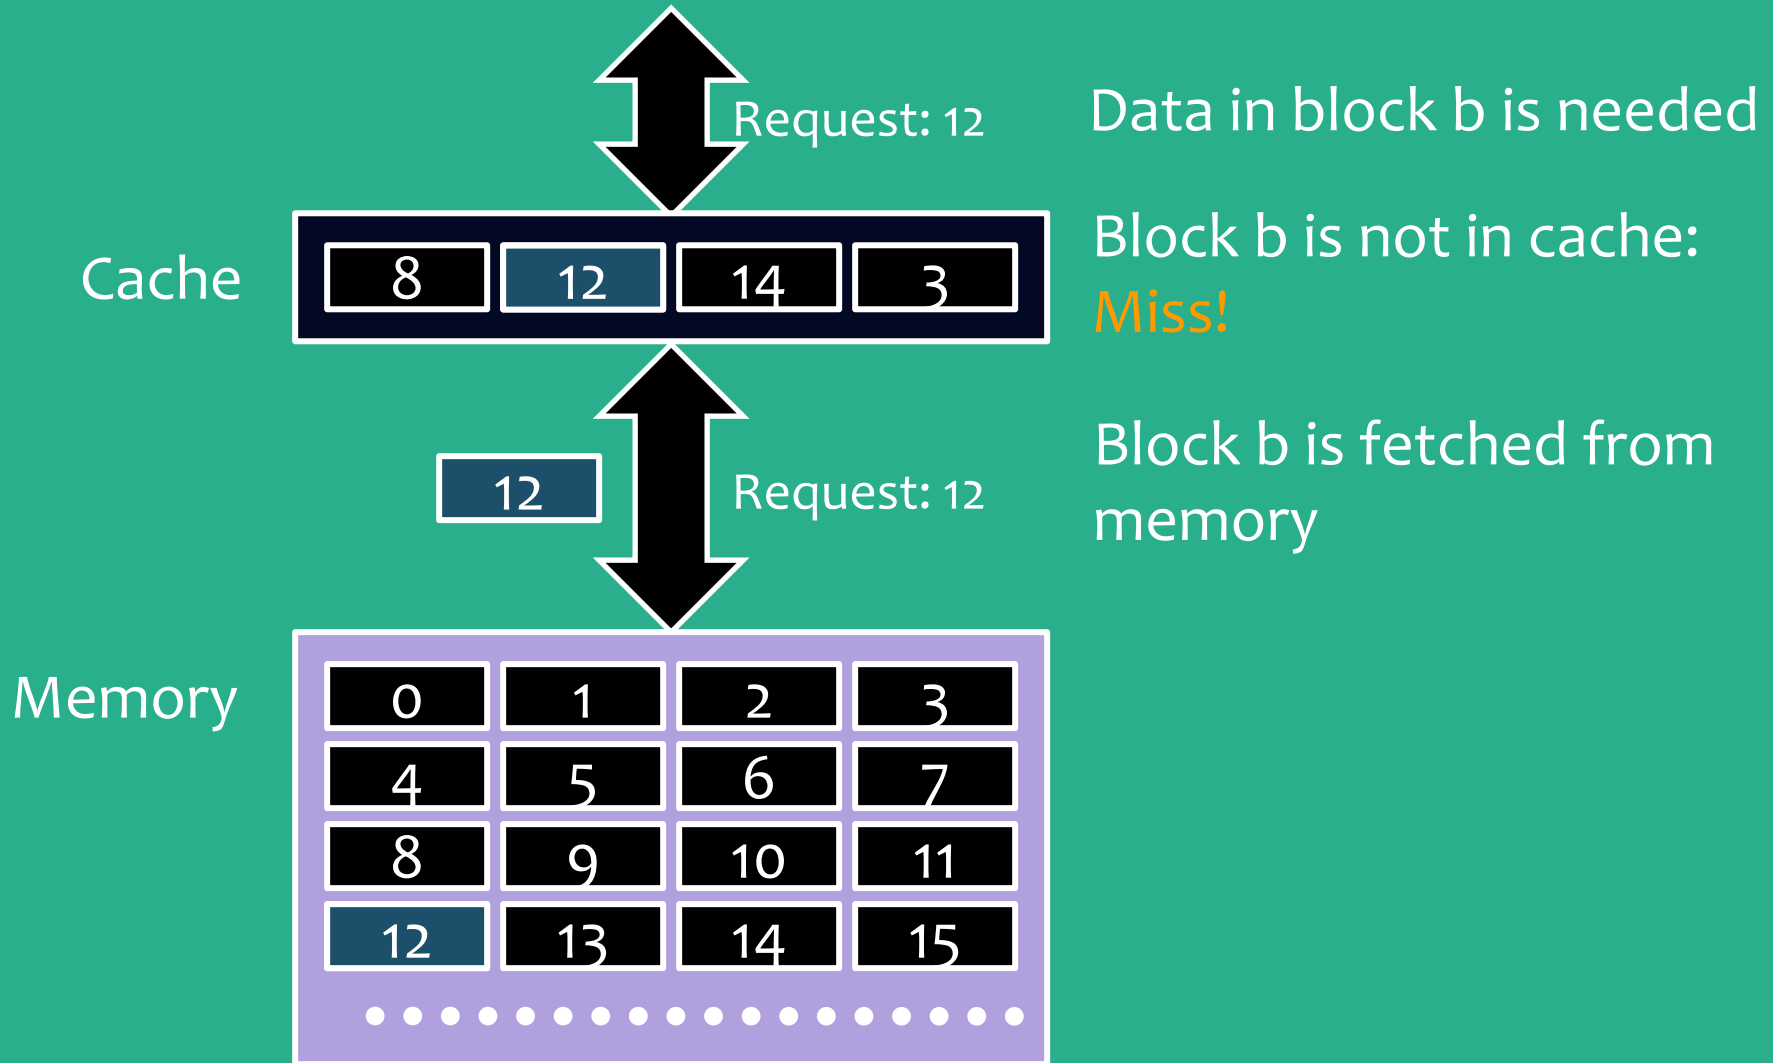 Request: 12
Data in block b is needed
Cache
8 12 14 3
Block b is not in cache:
Miss!
12
Request: 12
Block b is fetched from
memory
Memory
0 1 2 3
4 5 6 7
8 9 10 11
12 13 14 15